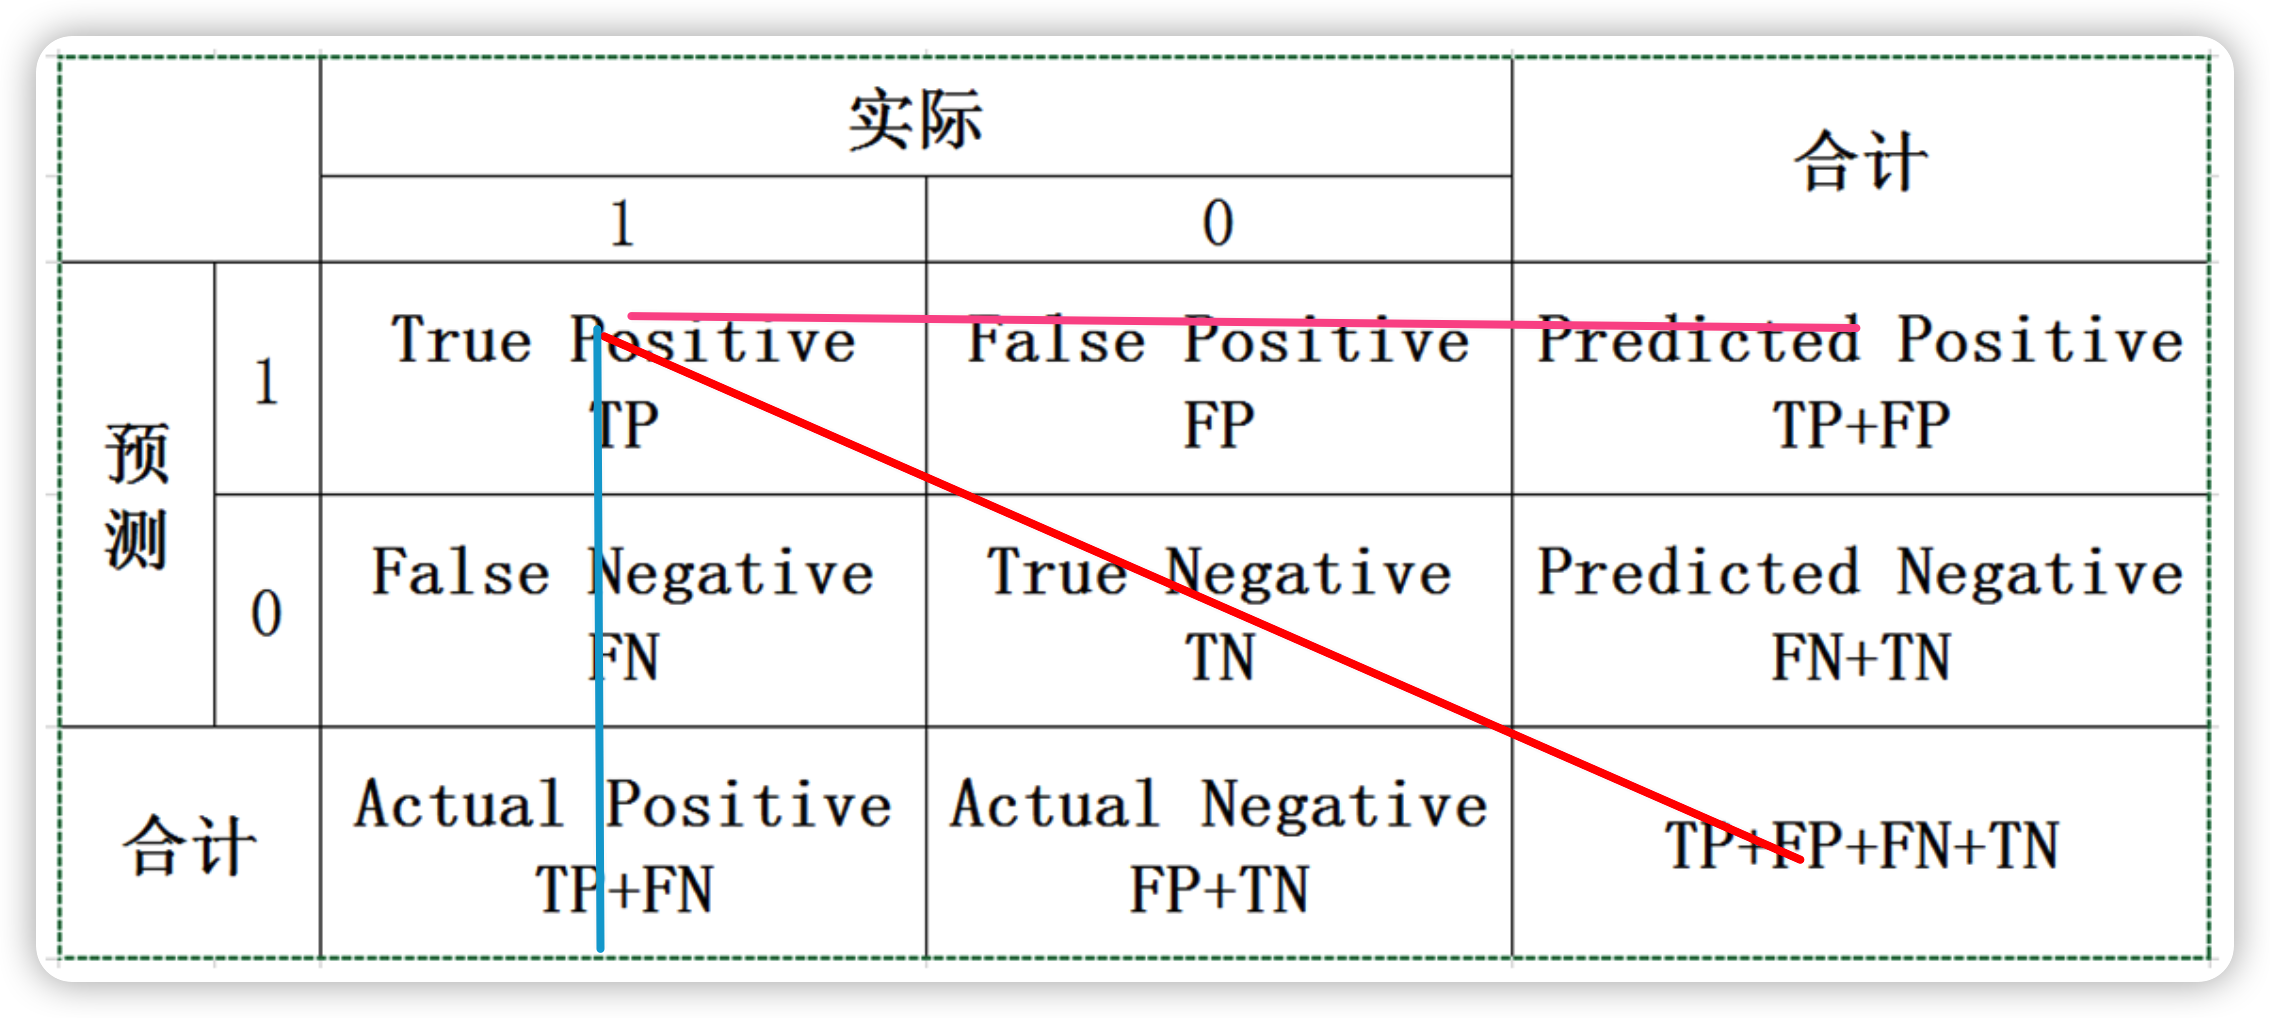 实际
合计
1
0
预测
1
True Positive
TP
False Positive
FP
Predicted Positive
TP+FP
0
False Negative
FN
True Negative
TN
Predicted Negative
FN+TN
合计
Actual Positive
TP+FN
Actual Negative
FP+TN
TP+FP+FN+TN